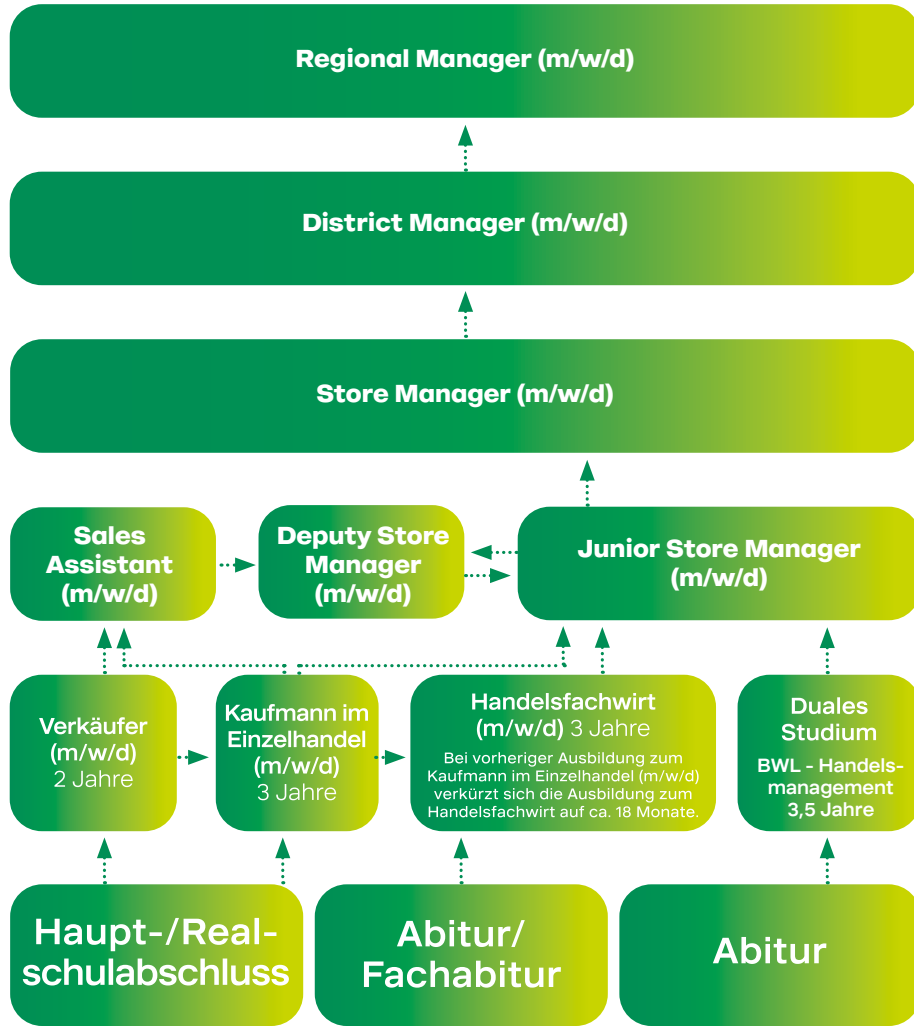 Regional Manager (m/w/d)
District Manager (m/w/d)
Store Manager (m/w/d)
Sales
Assistant
(m/w/d)
Deputy Store
Manager
(m/w/d)
Junior Store Manager
(m/w/d)
Verkäufer
(m/w/d)
2 Jahre
Kaufmann im
Einzelhandel
(m/w/d)
3 Jahre
Handelsfachwirt
(m/w/d) 3 Jahre
Bei vorheriger Ausbildung zum
Kaufmann im Einzelhandel (m/w/d)
verkürzt sich die Ausbildung zum
Handelsfachwirt auf ca. 18 Monate.
Duales
Studium
BWL - Handels-
management
3,5 Jahre
Haupt-/Real-
schulabschluss
Abitur/
Fachabitur
Abitur